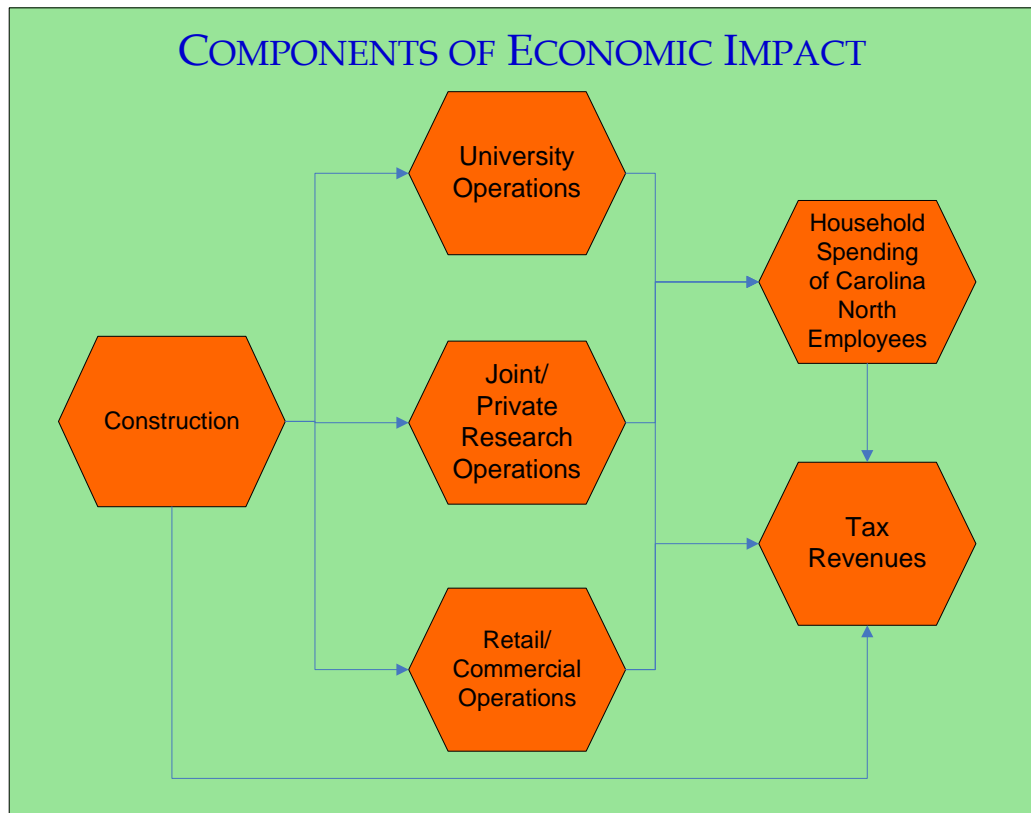 COMPONENTS OF ECONOMIC IMPACT
University
Operations
Household
Spending
of Carolina
North
Employees
Construction
Joint/
Private
Research
Operations
Tax
Revenues
Retail/
Commercial
Operations